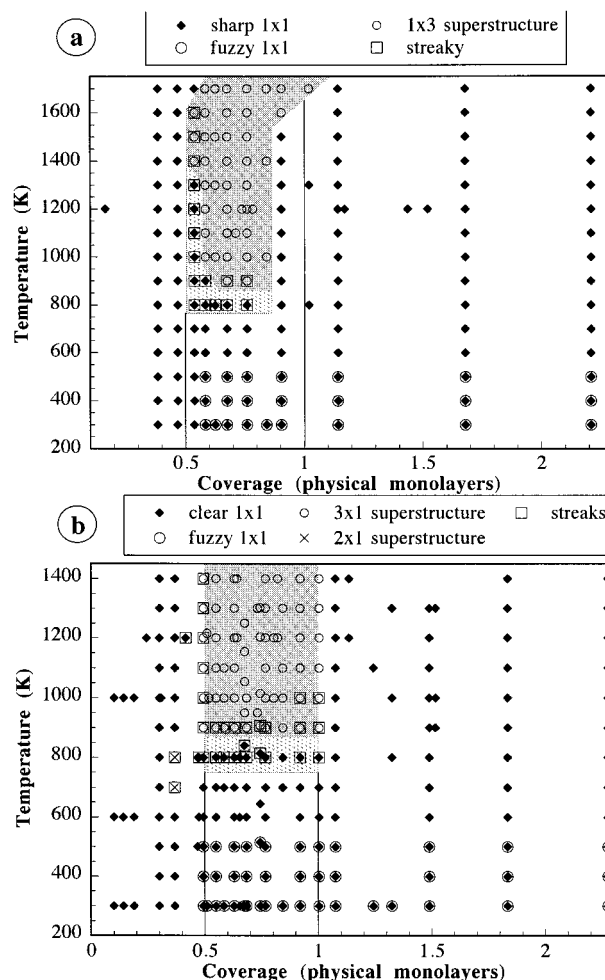 a
sharp 1x1
1x3 superstructure
fuzzy 1x1
streaky
1600
1400
1200
1000
800
600
400
200
Temperature (K)
0.5
1
1.5
2
Coverage (physical monolayers)
b
clear 1x1
3x1 superstructure
streaks
fuzzy 1x1
2x1 superstructure
1400
1200
1000
800
600
400
200
Temperature (K)
0
0.5
1
1.5
2
Coverage (physical monolayers)